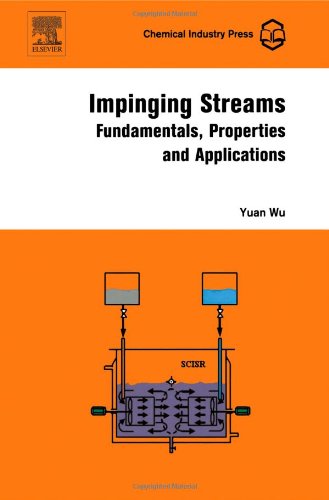 ELSEVIER
Chemical Industry Press
Impinging Streams
Fundamentals, Properties
and Applications
Yuan Wu
SCISR